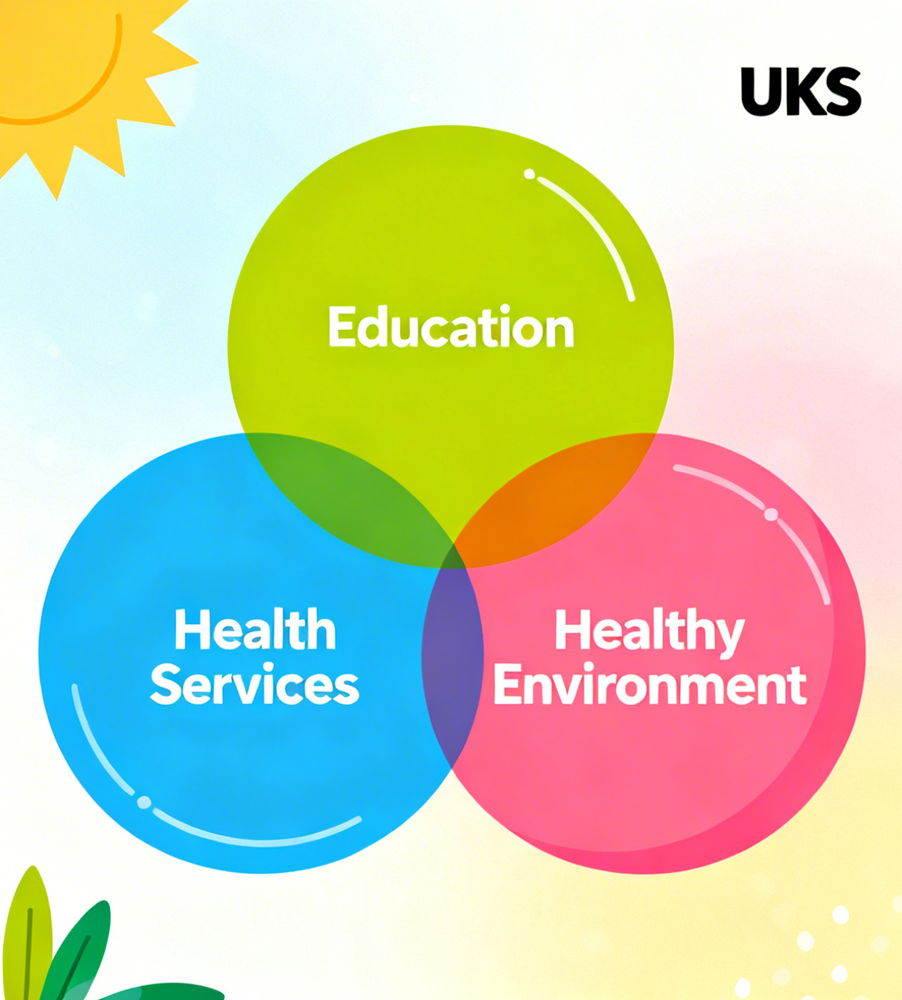 UKS
Education
Health
Services
Healthy
Environment